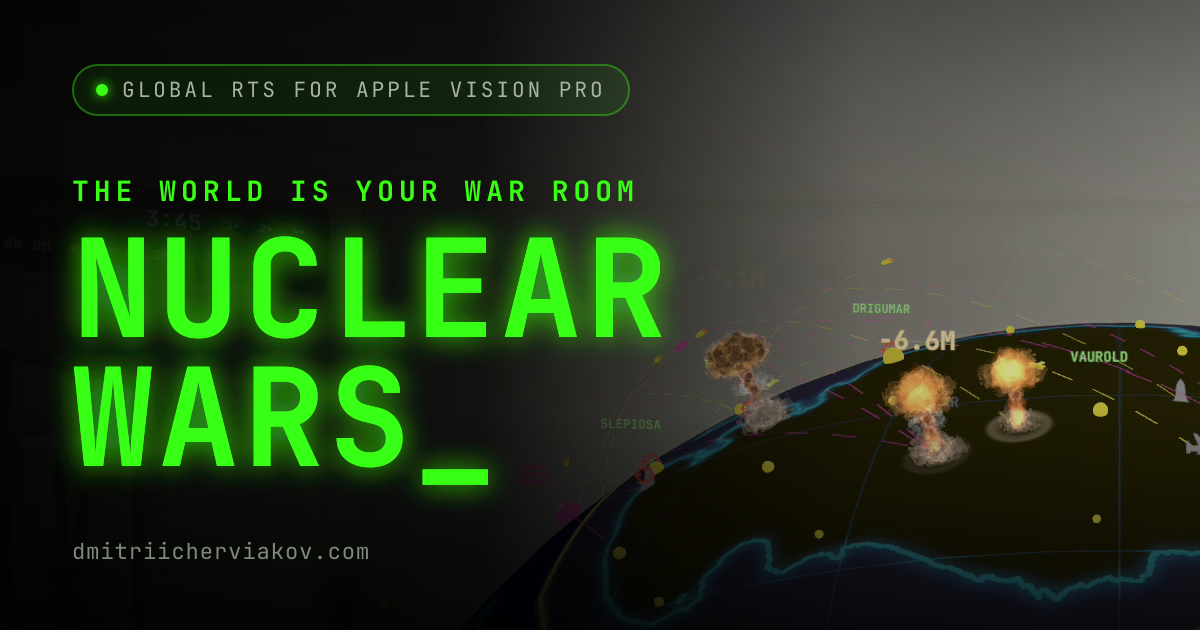 GLOBAL RTS FOR APPLE VISION PRO
THE WORLD IS YOUR WAR ROOM
3:45
80.0M
NUCLEAR
WARS_
-7.1M
DRIGUMAR
-6.6M
VAUROLD
SLEPIOSA
dmitriicherviakov.com